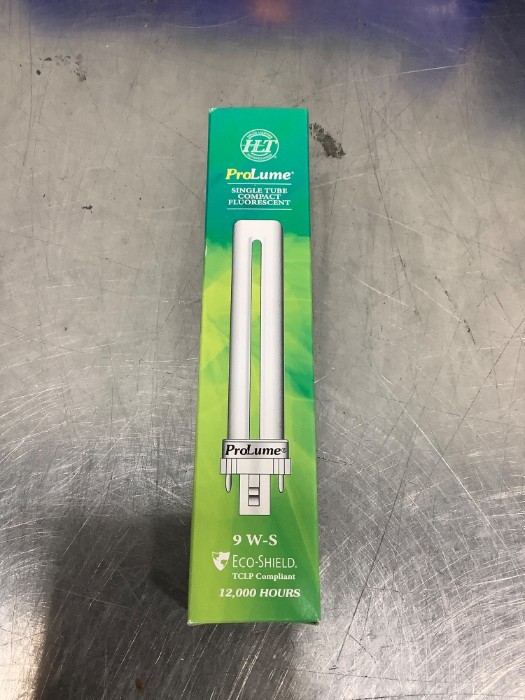 HLT
ProLume®
SINGLE TUBE
COMPACT
FLUORESCENT
ProLume®
9 W-S
ECO-SHIELD®
TCLP Compliant
12,000 HOURS